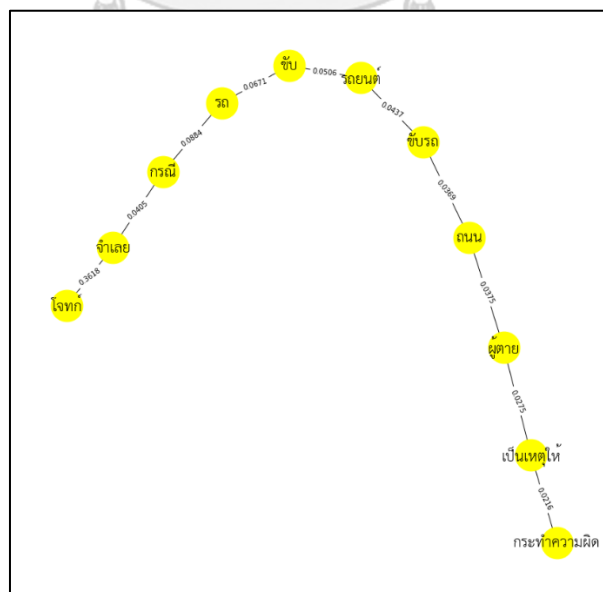 โจทก์
0.3618
จำเลย
0.0405
กรณี
0.0884
รถ
0.0671
ขับ
0.0506
รถยนต์
0.0437
ขับรถ
0.0369
ถนน
0.0375
ผู้ตาย
0.0275
เป็นเหตุให้
0.0216
กระทำความผิด